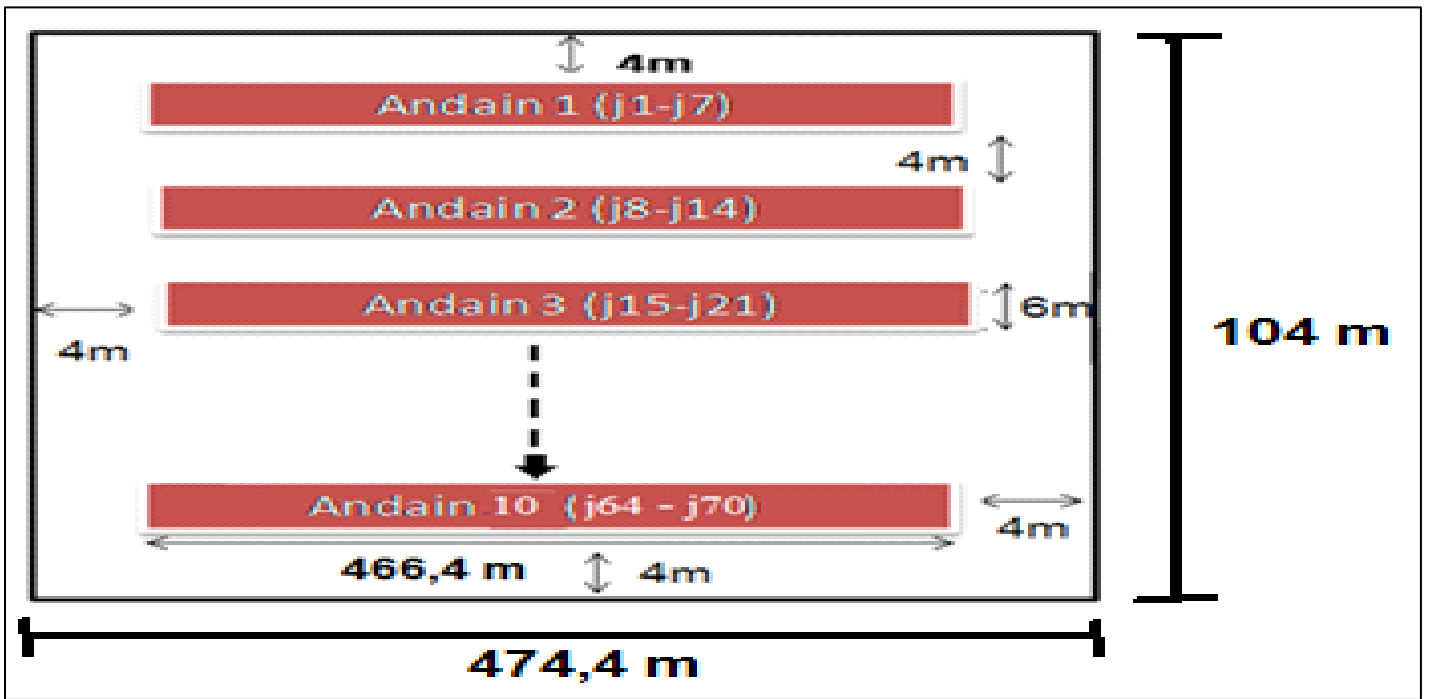 4m
Andain 1 (j1-j7)
4m
Andain 2 (j8-j14)
Andain 3 (j15-j21)
6m
4m
104 m
Andain 10 (j64 - j70)
4m
466,4 m
4m
474,4 m